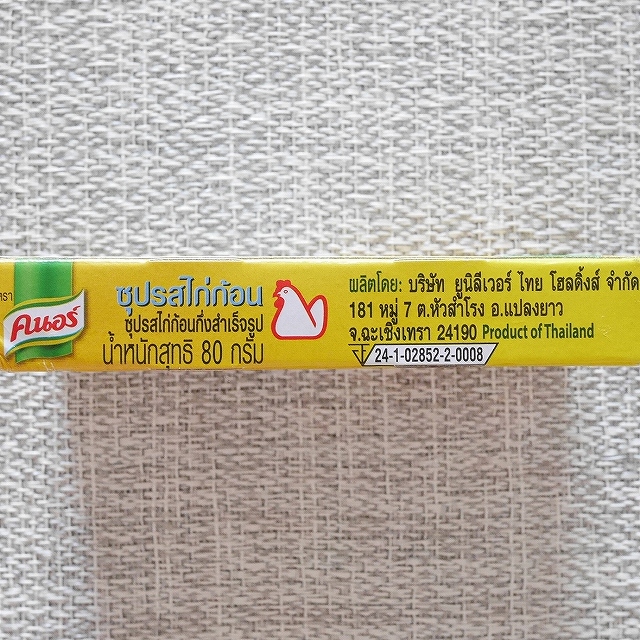 ตรา
คนอร์
ซุปรสไก่ก้อน
ซุปรสไก่ก้อนกึ่งสำเร็จรูป
น้ำหนักสุทธิ 80 กรัม
ผลิตโดย: บริษัท ยูนิลีเวอร์ ไทย โฮลดิ้งส์ จำกัด
181 หมู่ 7 ต.หัวสำโรง อ.แปลงยาว
จ.ฉะเชิงเทรา 24190 Product of Thailand
24-1-02852-2-0008